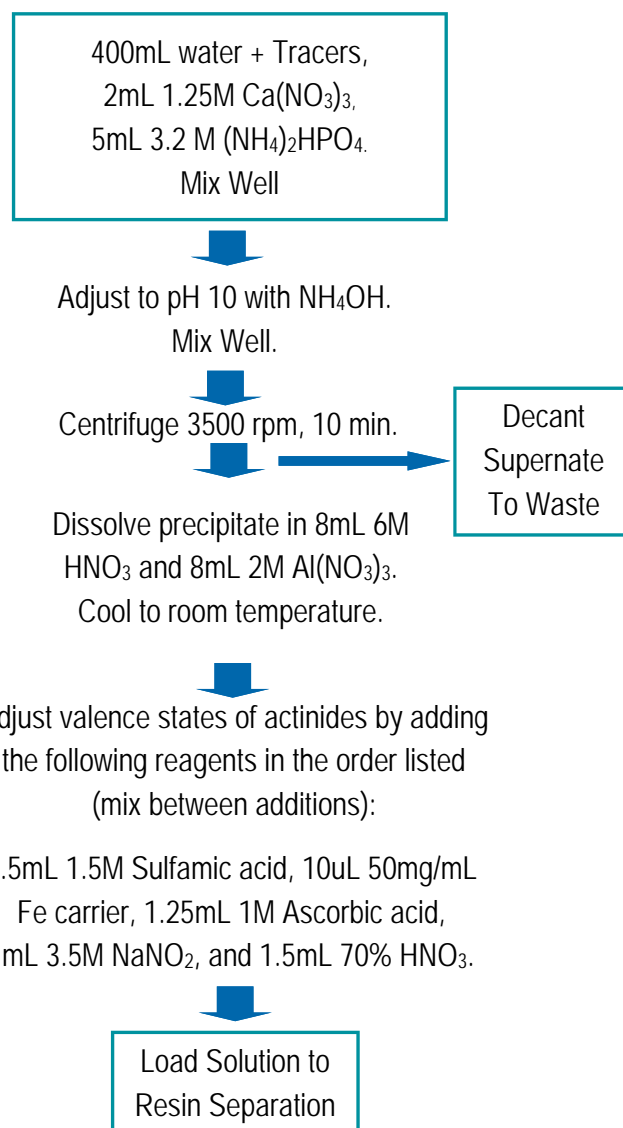 400mL water + Tracers,
2mL 1.25M Ca(NO₃)₃,
5mL 3.2 M (NH₄)₂HPO₄.
Mix Well
Adjust to pH 10 with NH₄OH.
Mix Well.
Centrifuge 3500 rpm, 10 min.
Decant
Supernate
To Waste
Dissolve precipitate in 8mL 6M
HNO₃ and 8mL 2M Al(NO₃)₃.
Cool to room temperature.
djust valence states of actinides by adding
the following reagents in the order listed
(mix between additions):
.5mL 1.5M Sulfamic acid, 10uL 50mg/mL
Fe carrier, 1.25mL 1M Ascorbic acid,
mL 3.5M NaNO₂, and 1.5mL 70% HNO₃.
Load Solution to
Resin Separation